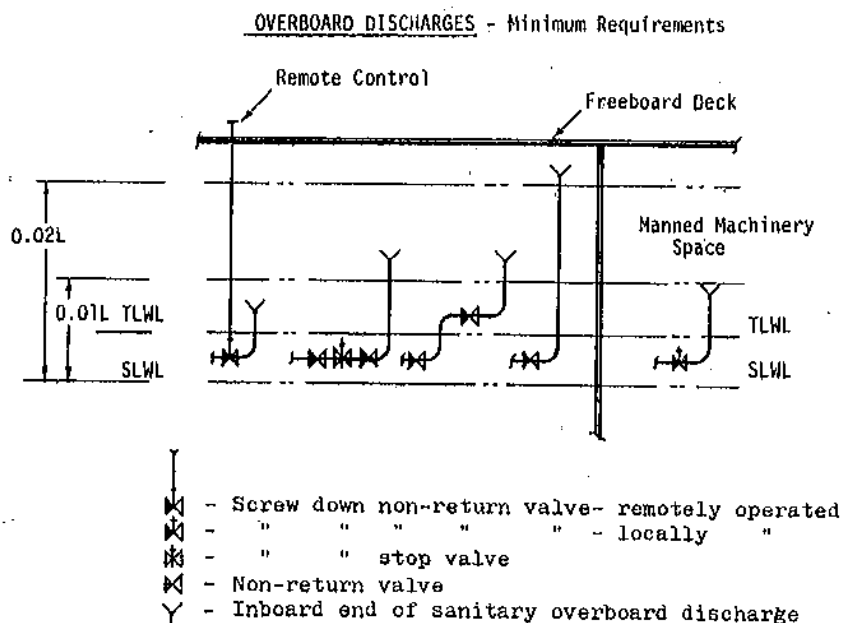 OVERBOARD DISCHARGES - Minimum Requirements
Remote Control
Freeboard Deck
0.02L
Manned Machinery
Space
0.01L TLWL
TLWL
SLWL
SLWL
- Screw down non-return valve- remotely operated
- " " " " " - locally "
- " " stop valve
- Non-return valve
- Inboard end of sanitary overboard discharge